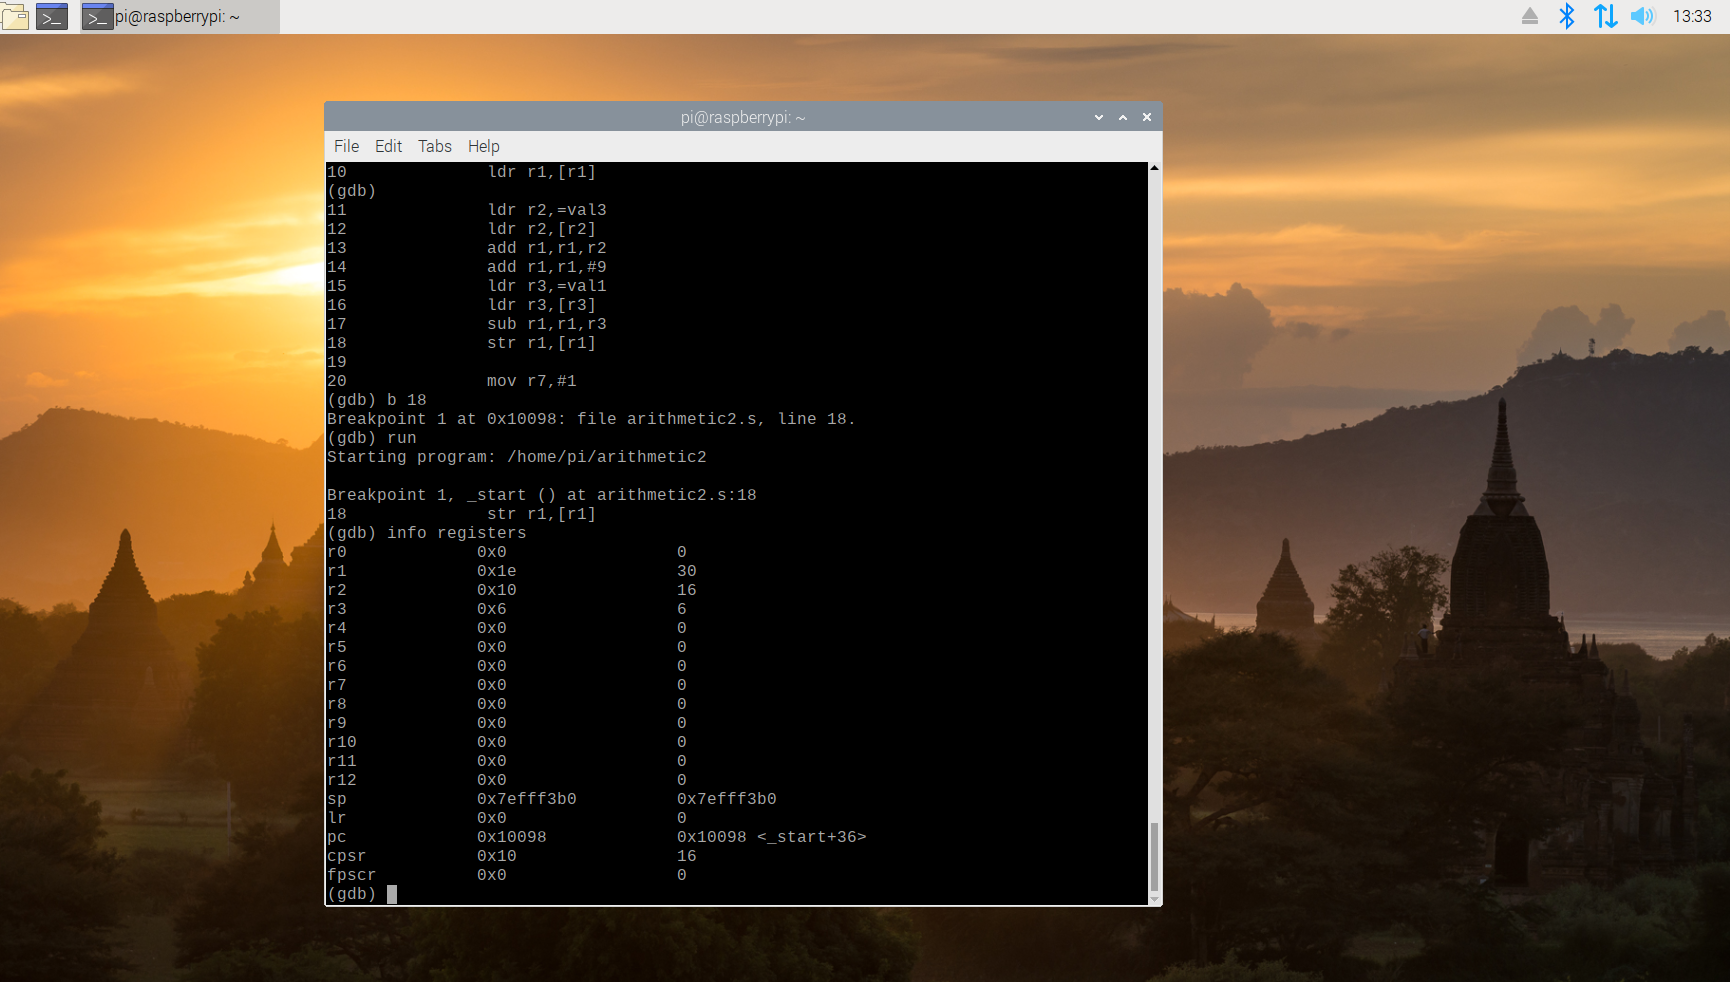 pi@raspberrypi: ~
13:33
pi@raspberrypi: ~
File Edit Tabs Help
10 ldr r1,[r1]
(gdb)
11 ldr r2,=val3
12 ldr r2,[r2]
13 add r1,r1,r2
14 add r1,r1,#9
15 ldr r3,=val1
16 ldr r3,[r3]
17 sub r1,r1,r3
18 str r1,[r1]
19
20 mov r7,#1
(gdb) b 18
Breakpoint 1 at 0x10098: file arithmetic2.s, line 18.
(gdb) run
Starting program: /home/pi/arithmetic2
Breakpoint 1, _start () at arithmetic2.s:18
18 str r1,[r1]
(gdb) info registers
r0 0x0 0
r1 0x1e 30
r2 0x10 16
r3 0x6 6
r4 0x0 0
r5 0x0 0
r6 0x0 0
r7 0x0 0
r8 0x0 0
r9 0x0 0
r10 0x0 0
r11 0x0 0
r12 0x0 0
sp 0x7efff3b0 0x7efff3b0
lr 0x0 0
pc 0x10098 0x10098 <_start+36>
cpsr 0x10 16
fpscr 0x0 0
(gdb)